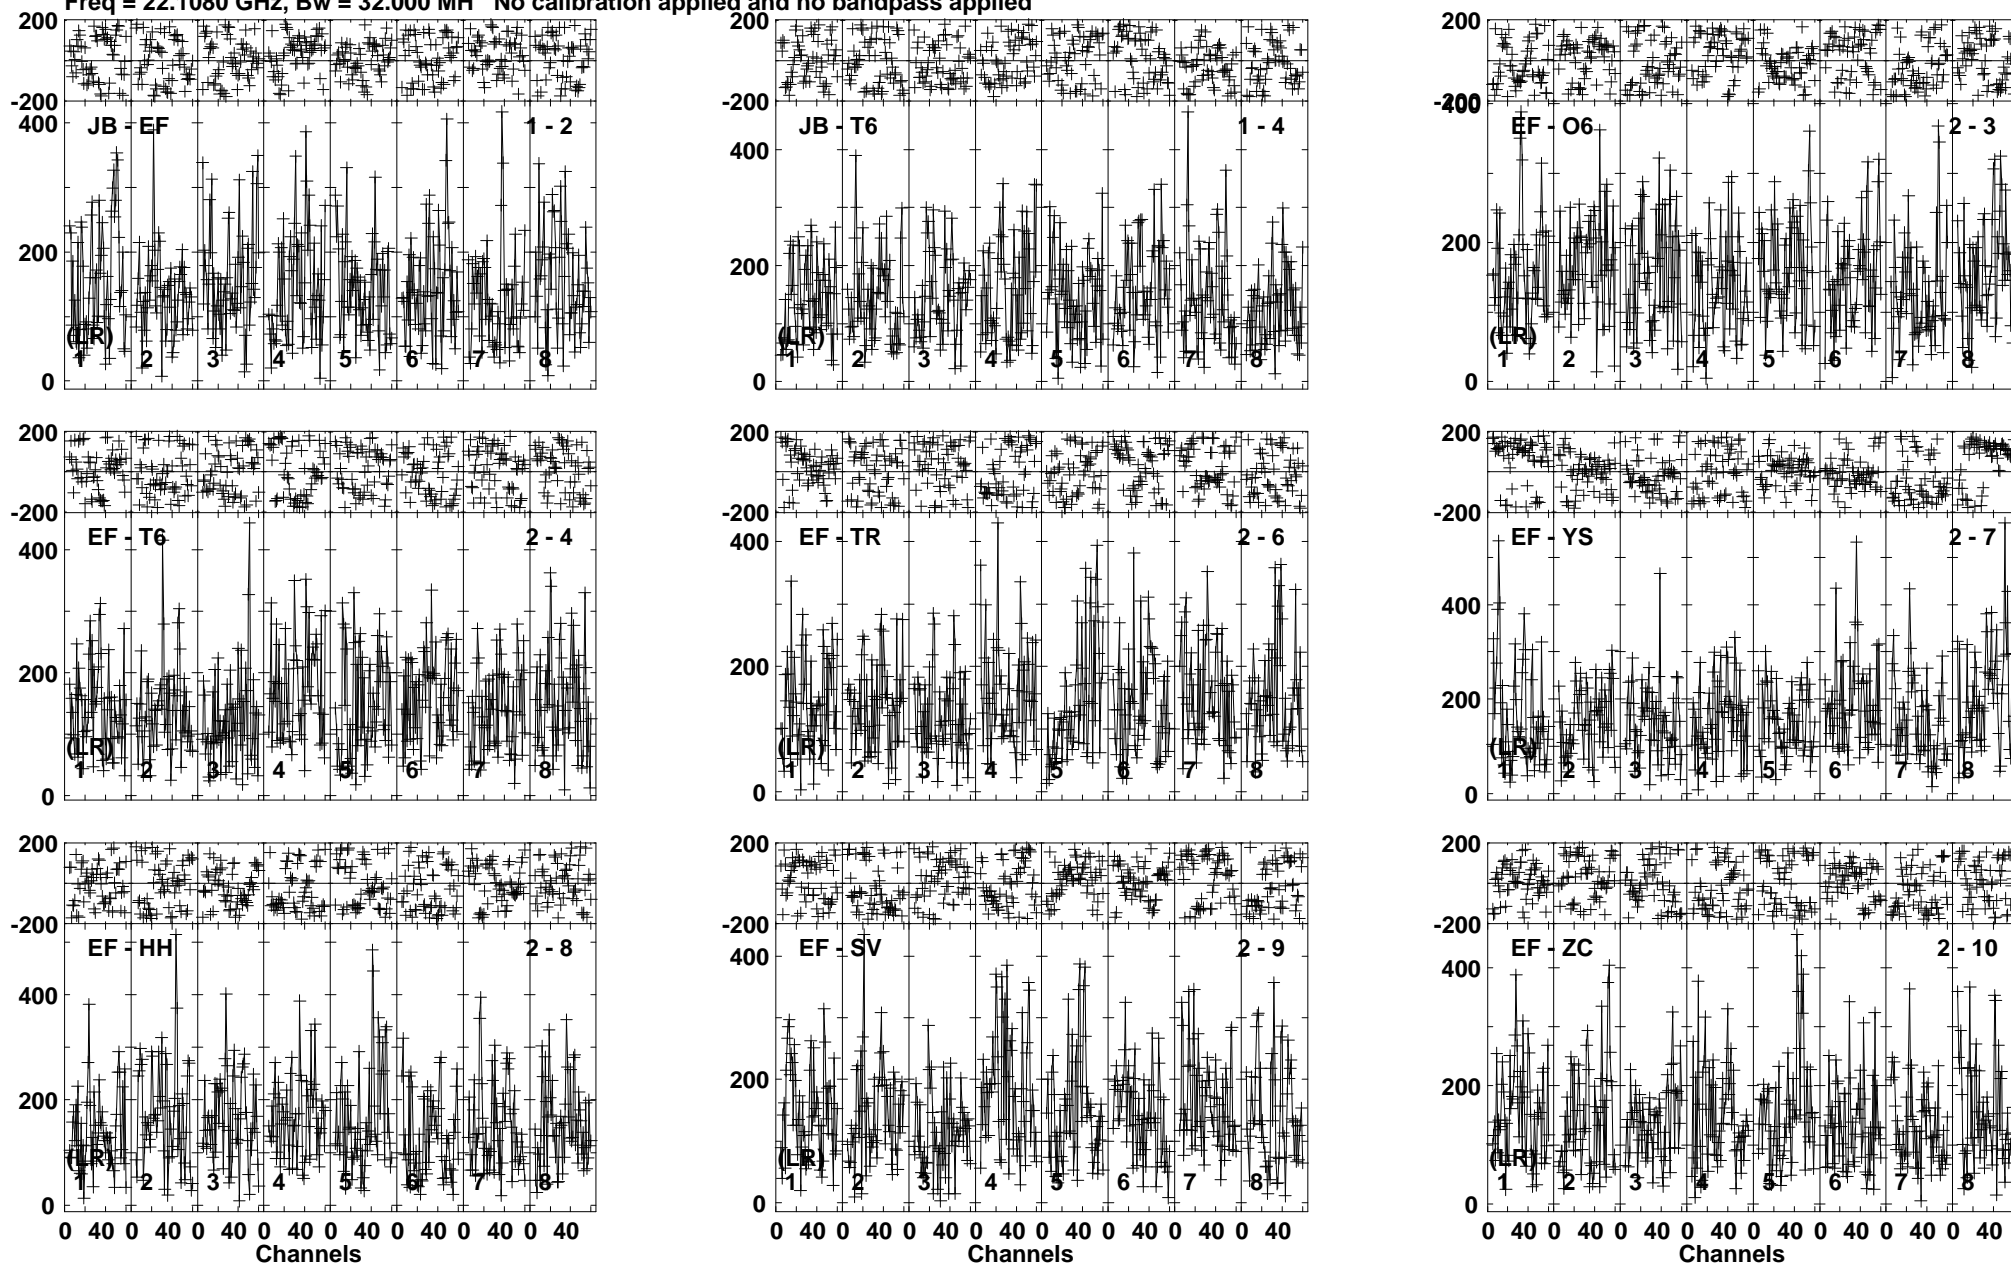 Freq = 22.1080 GHz, Bw = 32.000 MH No calibration applied and no bandpass applied
200 200 200
-200 -200 -200
400 JB - EF 1 - 2 JB - T6 1 - 4 400 EF - O6 2 - 3
400
200 200 200
(LR) (LR) (LR)
1 2 3 4 5 6 7 8 1 2 3 4 5 6 7 8 1 2 3 4 5 6 7 8
0 0 0
200 200 200
-200 -200 -200
EF - T6 2 - 4 EF - TR 2 - 6 EF - YS 2 - 7
400 400 400
200 200 200
(LR) (LR) (LR)
1 2 3 4 5 6 7 8 1 2 3 4 5 6 7 8 1 2 3 4 5 6 7 8
0 0 0
200 200 200
-200 -200 -200
EF - HH 2 - 8 EF - SV 2 - 9 EF - ZC 2 - 10
400 400 400
200 200 200
(LR) (LR) (LR)
1 2 3 4 5 6 7 8 1 2 3 4 5 6 7 8 1 2 3 4 5 6 7 8
0 0 0
0 40 0 40 0 40 0 40 0 40 0 40 0 40 0 40 0 40 0 40 0 40 0 40 0 40 0 40 0 40 0 40 0 40 0 40 0 40 0 40 0 40 0 40 0 40 0 40
Channels Channels Channels